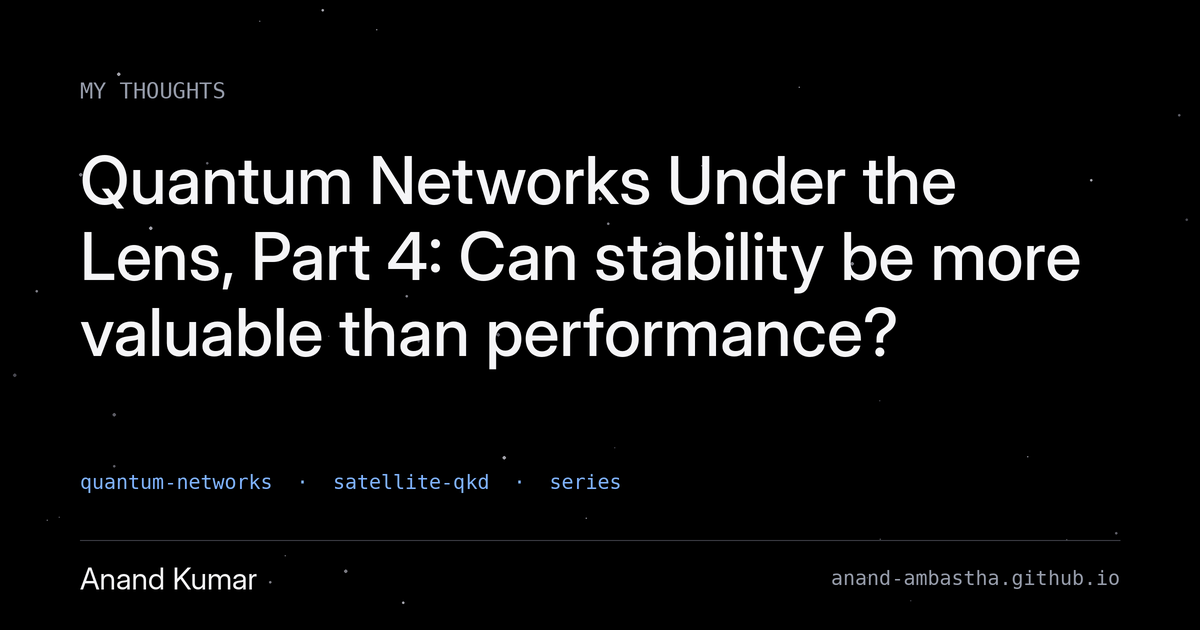 MY THOUGHTS
Quantum Networks Under the
Lens, Part 4: Can stability be more
valuable than performance?
quantum-networks · satellite-qkd · series
Anand Kumar
anand-ambastha.github.io